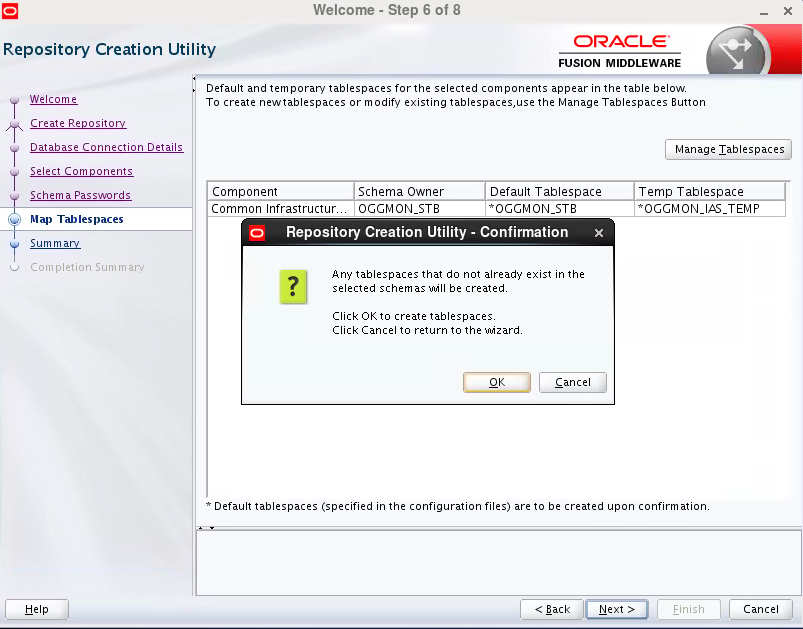 Welcome - Step 6 of 8
Repository Creation Utility
ORACLE
FUSION MIDDLEWARE
Welcome
Create Repository
Database Connection Details
Select Components
Schema Passwords
Map Tablespaces
Summary
Completion Summary
Default and temporary tablespaces for the selected components appear in the table below.
To create new tablespaces or modify existing tablespaces,use the Manage Tablespaces Button
Manage Tablespaces
Component Schema Owner Default Tablespace Temp Tablespace
Common Infrastructur... OGGMON_STB *OGGMON_STB *OGGMON_IAS_TEMP
Repository Creation Utility - Confirmation
?
Any tablespaces that do not already exist in the
selected schemas will be created.
Click OK to create tablespaces.
Click Cancel to return to the wizard.
OK Cancel
* Default tablespaces (specified in the configuration files) are to be created upon confirmation.
Help < Back Next > Finish Cancel